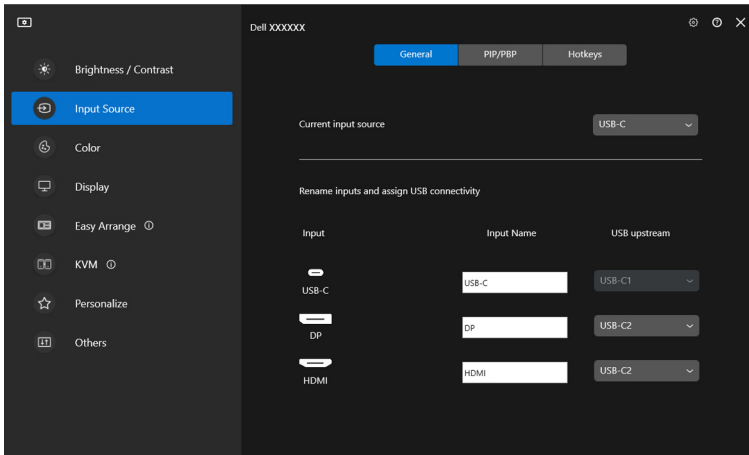 Dell XXXXXX
General PIP/PBP Hotkeys
Brightness / Contrast
Input Source
Color
Display
Easy Arrange
KVM
Personalize
Others
Current input source USB-C
Rename inputs and assign USB connectivity
Input Input Name USB upstream
USB-C USB-C USB-C1
DP DP USB-C2
HDMI HDMI USB-C2